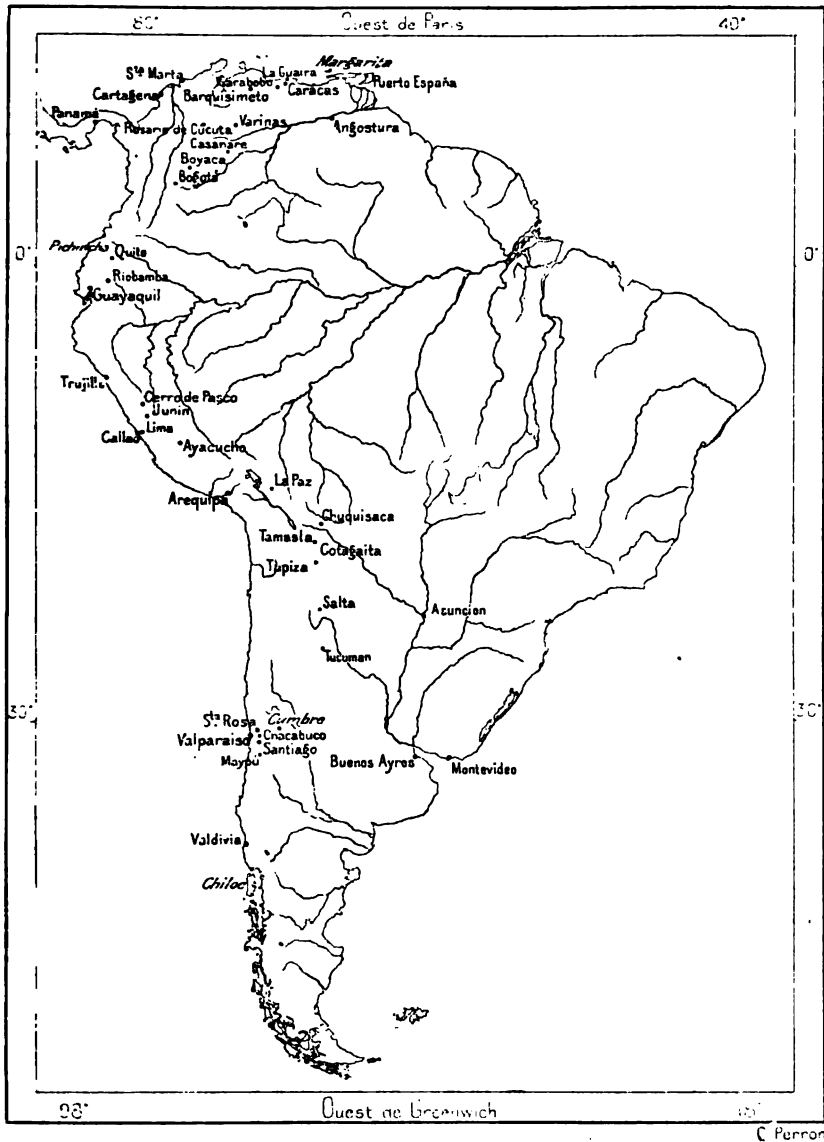 80° Ouest de Paris 40°
Margarita
Sta Marta
La Guaira
Carabobo
Puerto España
Cartagena
Barquisimeto
Caracas
Panamá
Rosario de Cucuta
Varinas
Angostura
Casanare
Boyaca
Bogotá
Pichincha
0°
Quito
0°
Riobamba
Guayaquil
Trujillo
Cerro de Pasco
Junin
Lima
Callao
Ayacucho
La Paz
Arequipa
Chuquisaca
Tamasla
Cotagaita
Tupiza
Salta
Asuncion
Tucuman
30°
Sta Rosa
Cumbre
30°
Chacabuco
Valparaiso
Santiago
Maypú
Buenos Ayres
Montevideo
Valdivia
Chiloe
Ouest de Greenwich
C Perron